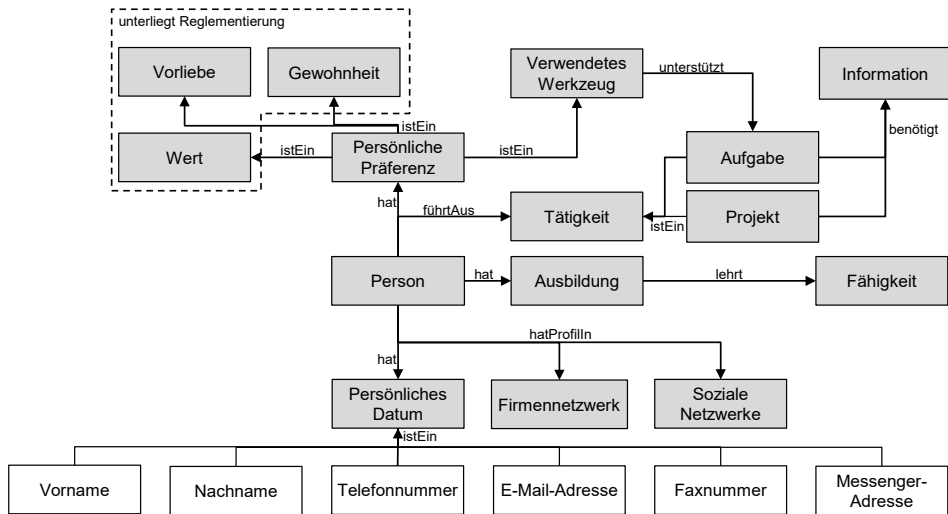 unterliegt Reglementierung
Vorliebe
Gewohnheit
Verwendetes
Werkzeug
unterstützt
Information
istEin
benötigt
Wert
istEin
Persönliche
Präferenz
istEin
Aufgabe
hat
führtAus
Tätigkeit
istEin
Projekt
Person
hat
Ausbildung
lehrt
Fähigkeit
hatProfilIn
hat
Persönliches
Datum
Firmennetzwerk
Soziale
Netzwerke
istEin
Vorname
Nachname
Telefonnummer
E-Mail-Adresse
Faxnummer
Messenger-
Adresse